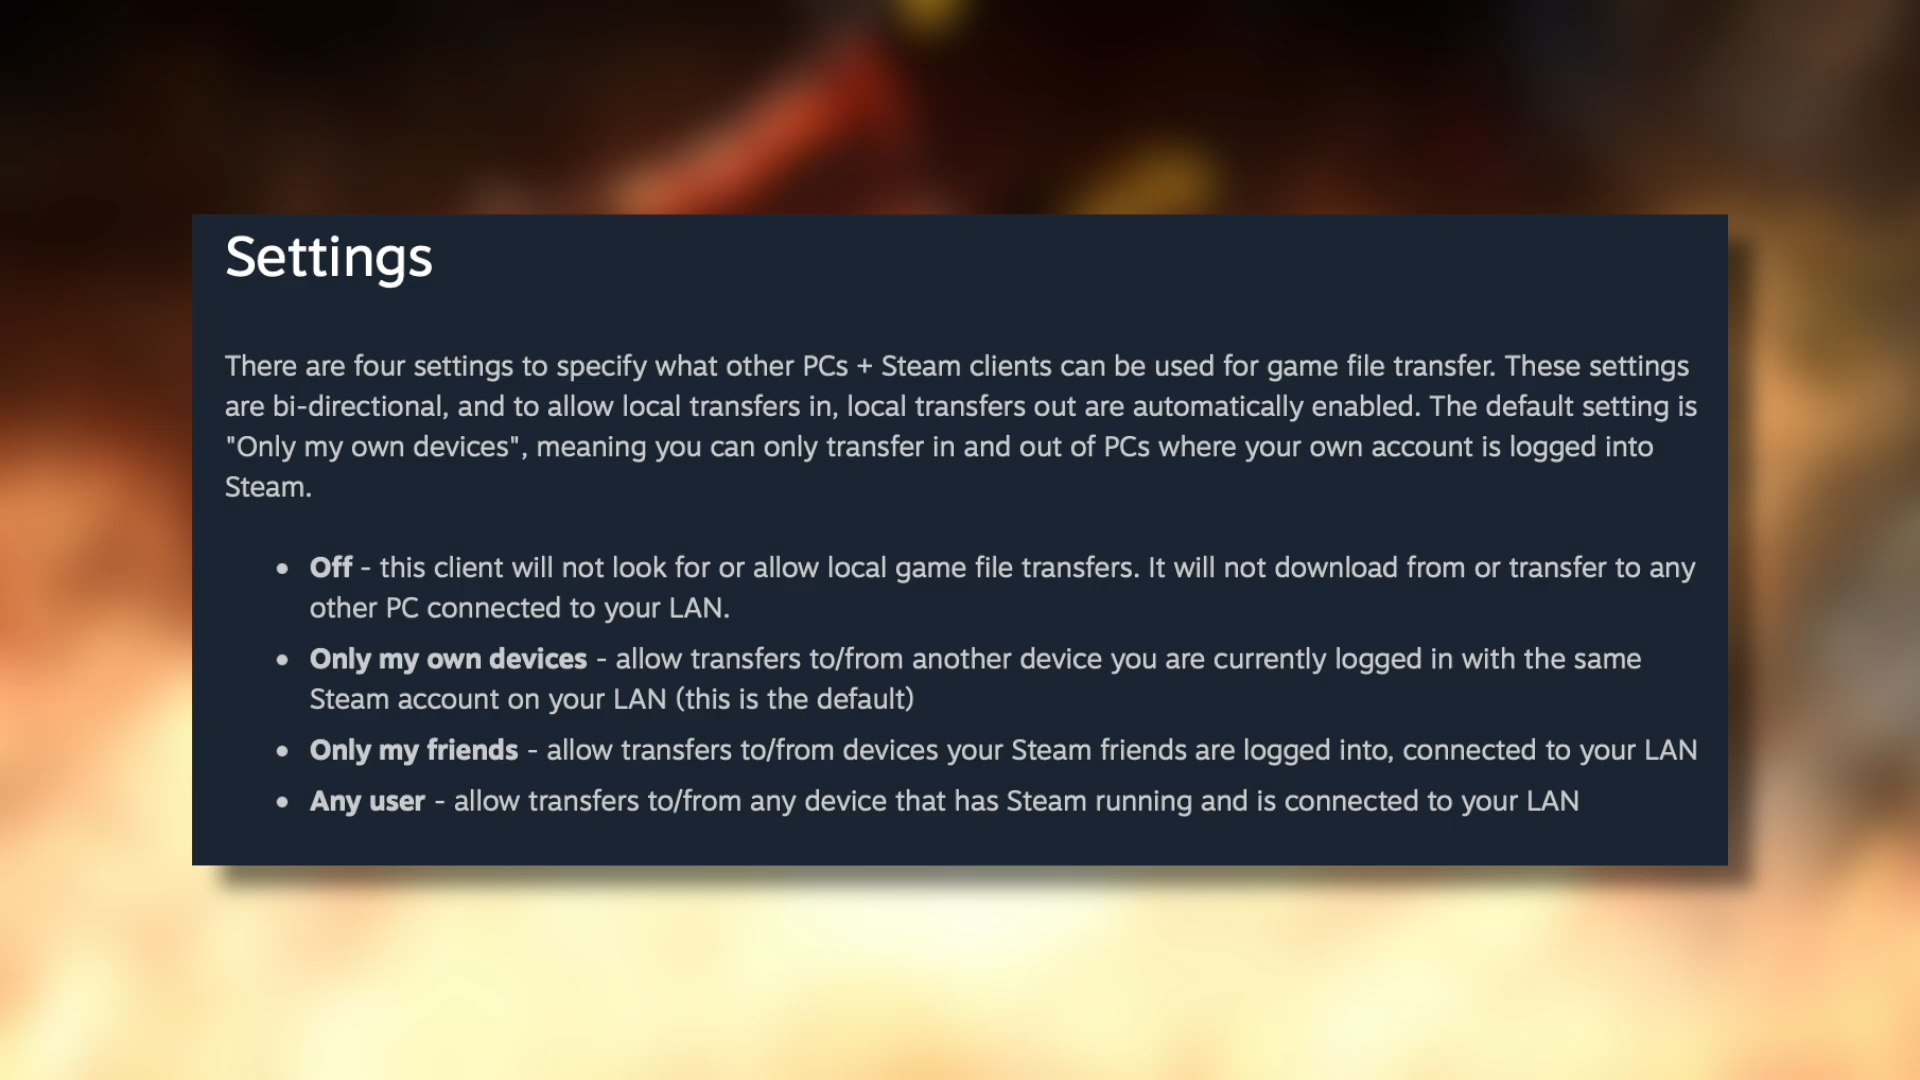 Settings
There are four settings to specify what other PCs + Steam clients can be used for game file transfer. These settings
are bi-directional, and to allow local transfers in, local transfers out are automatically enabled. The default setting is
"Only my own devices", meaning you can only transfer in and out of PCs where your own account is logged into
Steam.
• Off - this client will not look for or allow local game file transfers. It will not download from or transfer to any
other PC connected to your LAN.
• Only my own devices - allow transfers to/from another device you are currently logged in with the same
Steam account on your LAN (this is the default)
• Only my friends - allow transfers to/from devices your Steam friends are logged into, connected to your LAN
• Any user - allow transfers to/from any device that has Steam running and is connected to your LAN